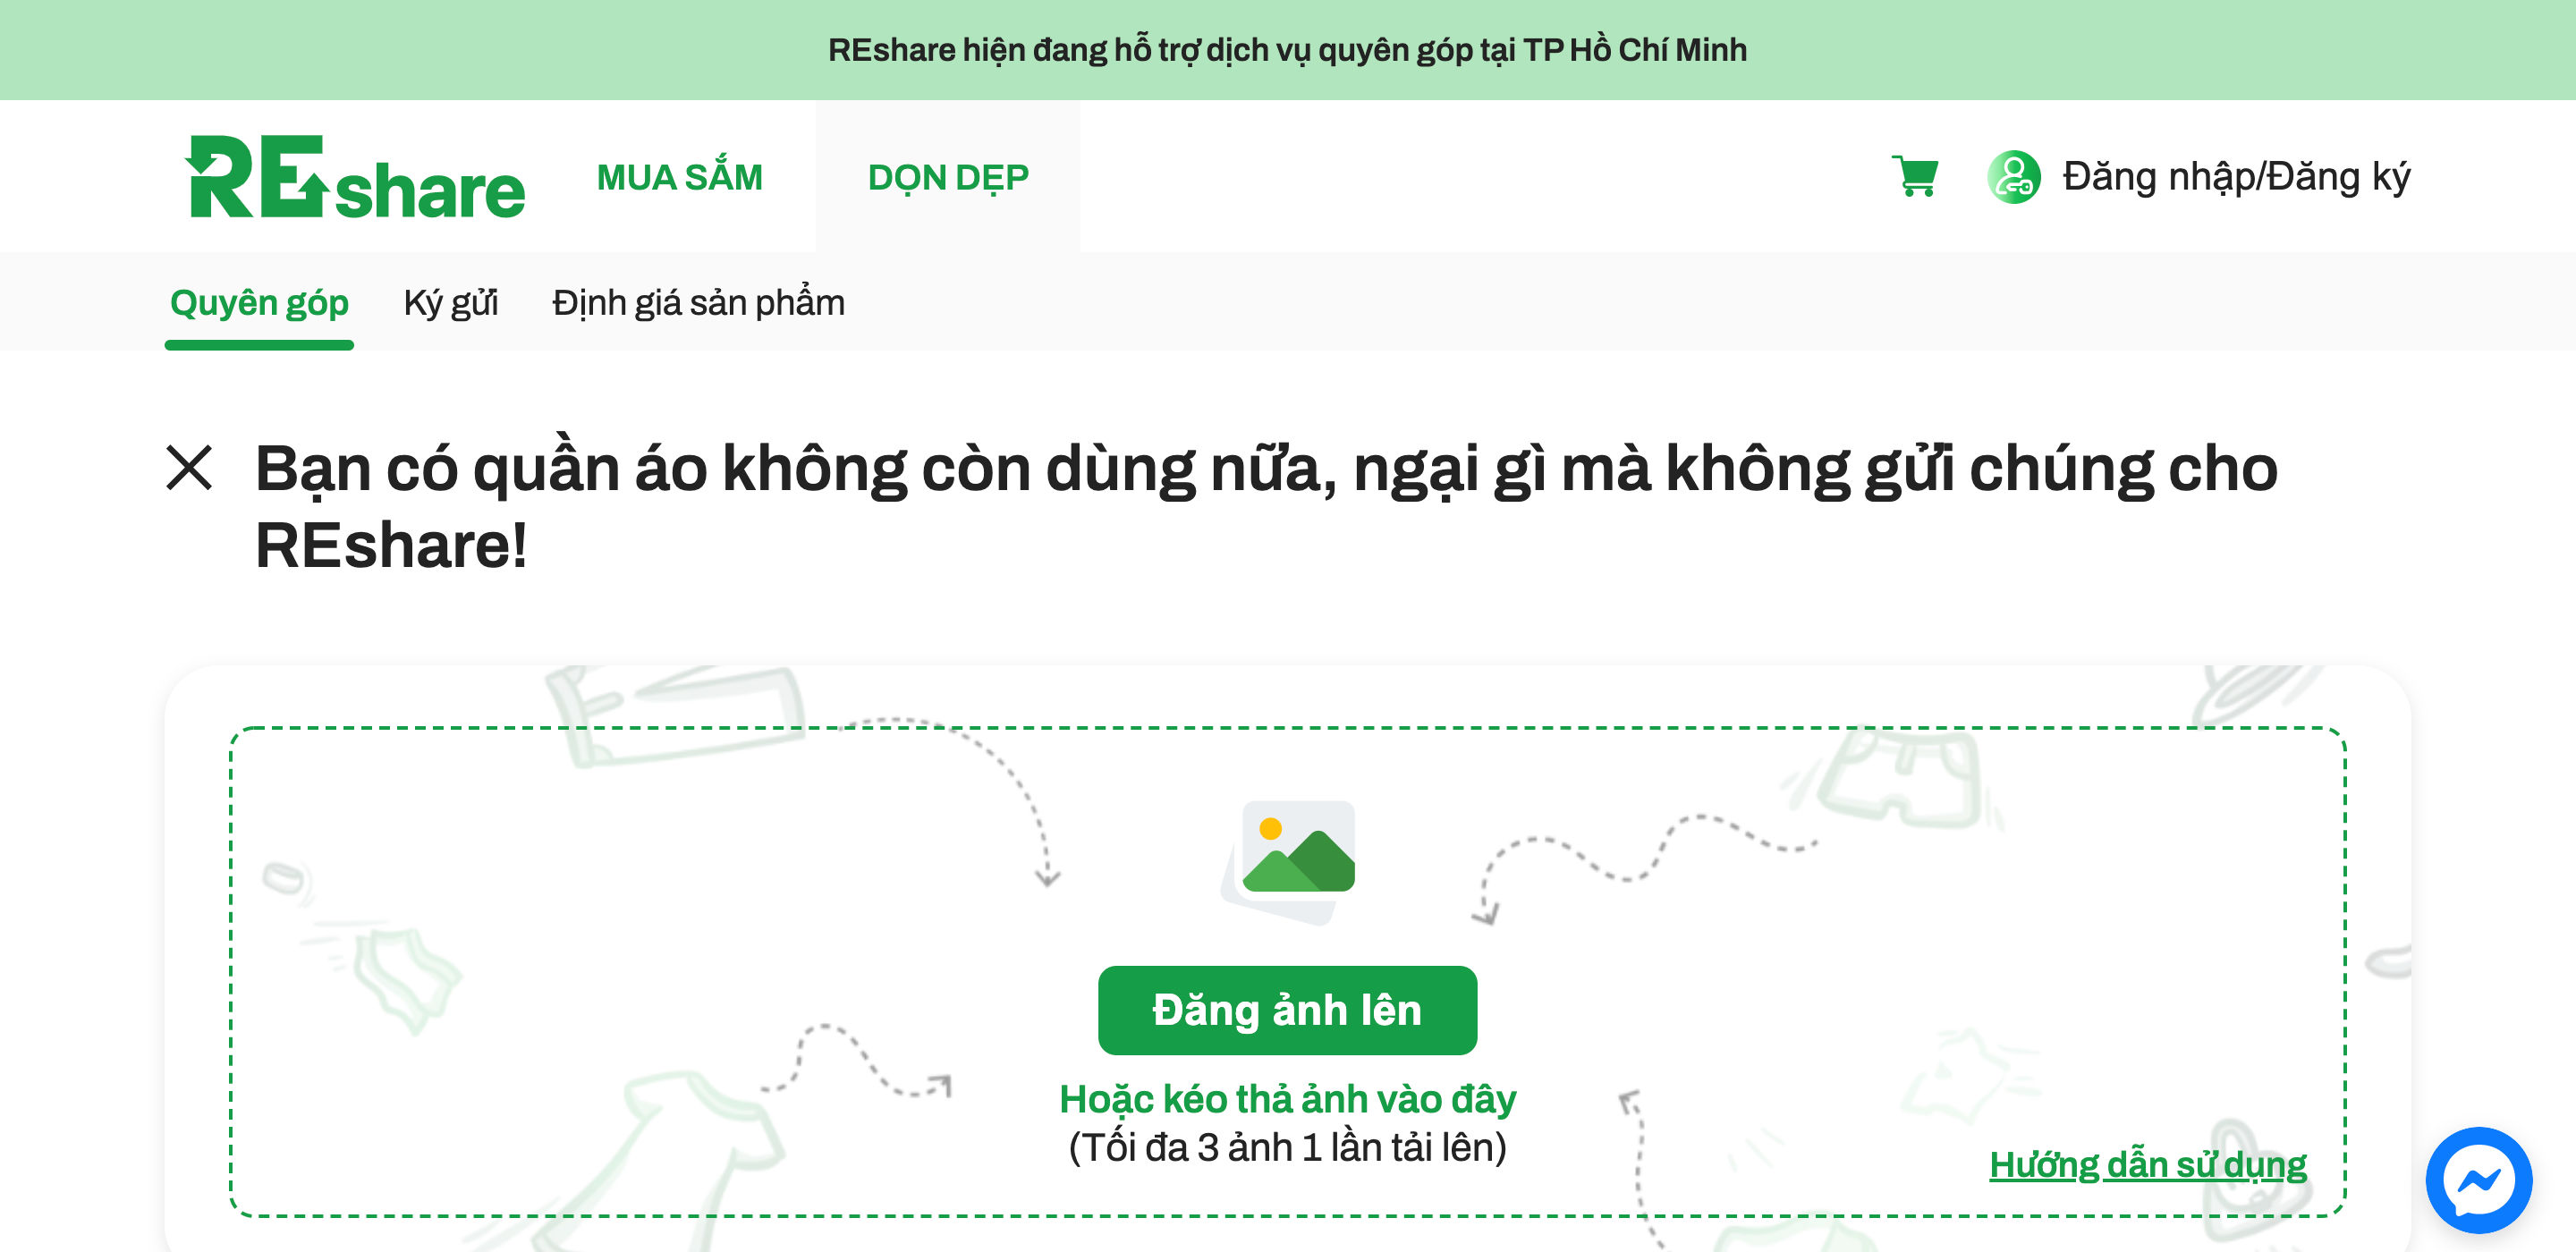 REshare hiện đang hỗ trợ dịch vụ quyên góp tại TP Hồ Chí Minh
REshare
MUA SẮM
DỌN DẸP
Đăng nhập/Đăng ký
Quyên góp
Ký gửi
Định giá sản phẩm
Bạn có quần áo không còn dùng nữa, ngại gì mà không gửi chúng cho
REshare!
Đăng ảnh lên
Hoặc kéo thả ảnh vào đây
(Tối đa 3 ảnh 1 lần tải lên)
Hướng dẫn sử dụng